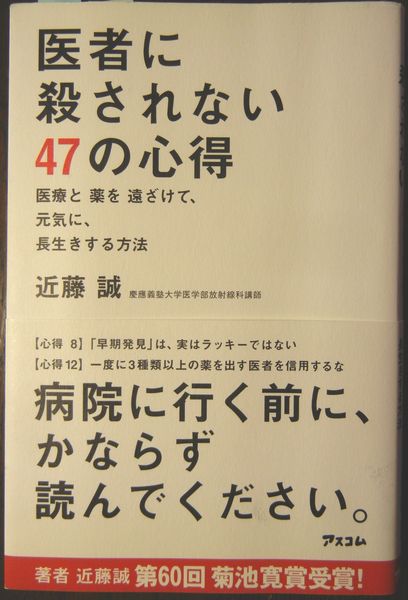 医者に
殺されない
47の心得
医療と 薬を 遠ざけて、
元気に、
長生きする方法
近藤 誠 慶應義塾大学医学部放射線科講師
【心得 8】「早期発見」は、実はラッキーではない
【心得12】一度に3種類以上の薬を出す医者を信用するな
病院に行く前に、
かならず
読んでください。
アスコム
著者 近藤誠 第60回 菊池寛賞受賞!